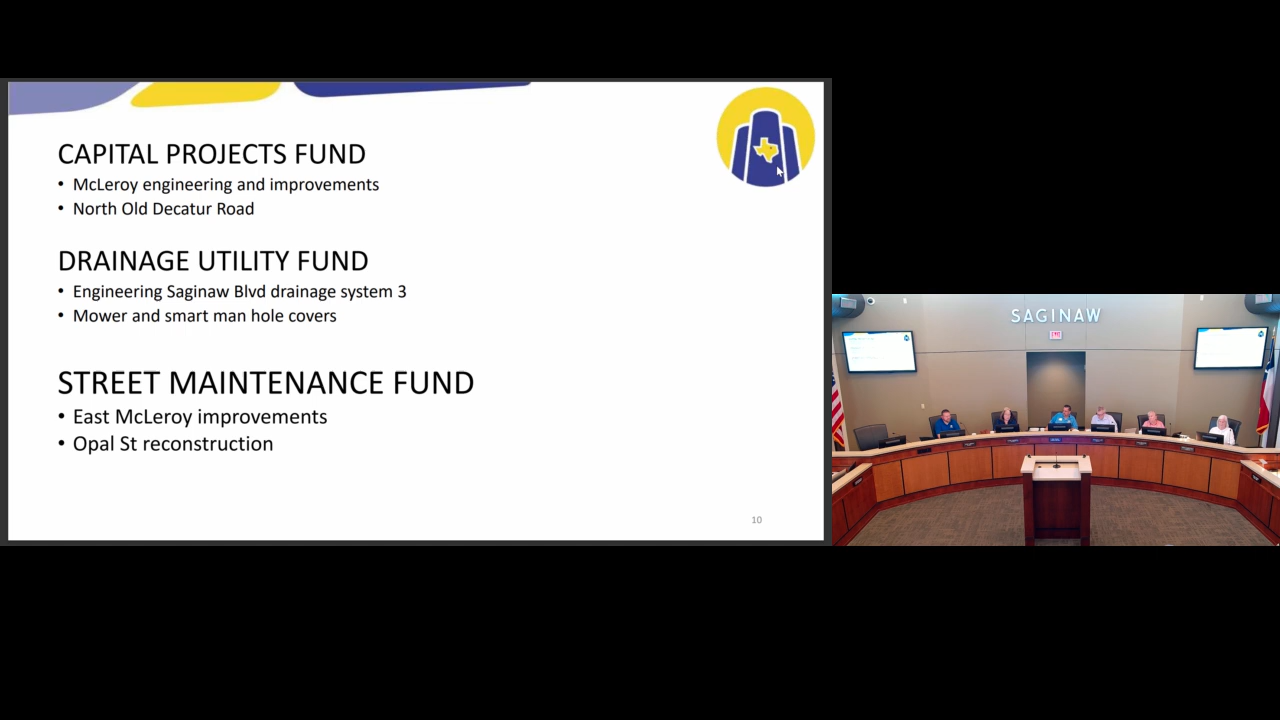 CAPITAL PROJECTS FUND
• McLeroy engineering and improvements
• North Old Decatur Road
DRAINAGE UTILITY FUND
• Engineering Saginaw Blvd drainage system 3
• Mower and smart man hole covers
STREET MAINTENANCE FUND
• East McLeroy improvements
• Opal St reconstruction
10
SAGINAW